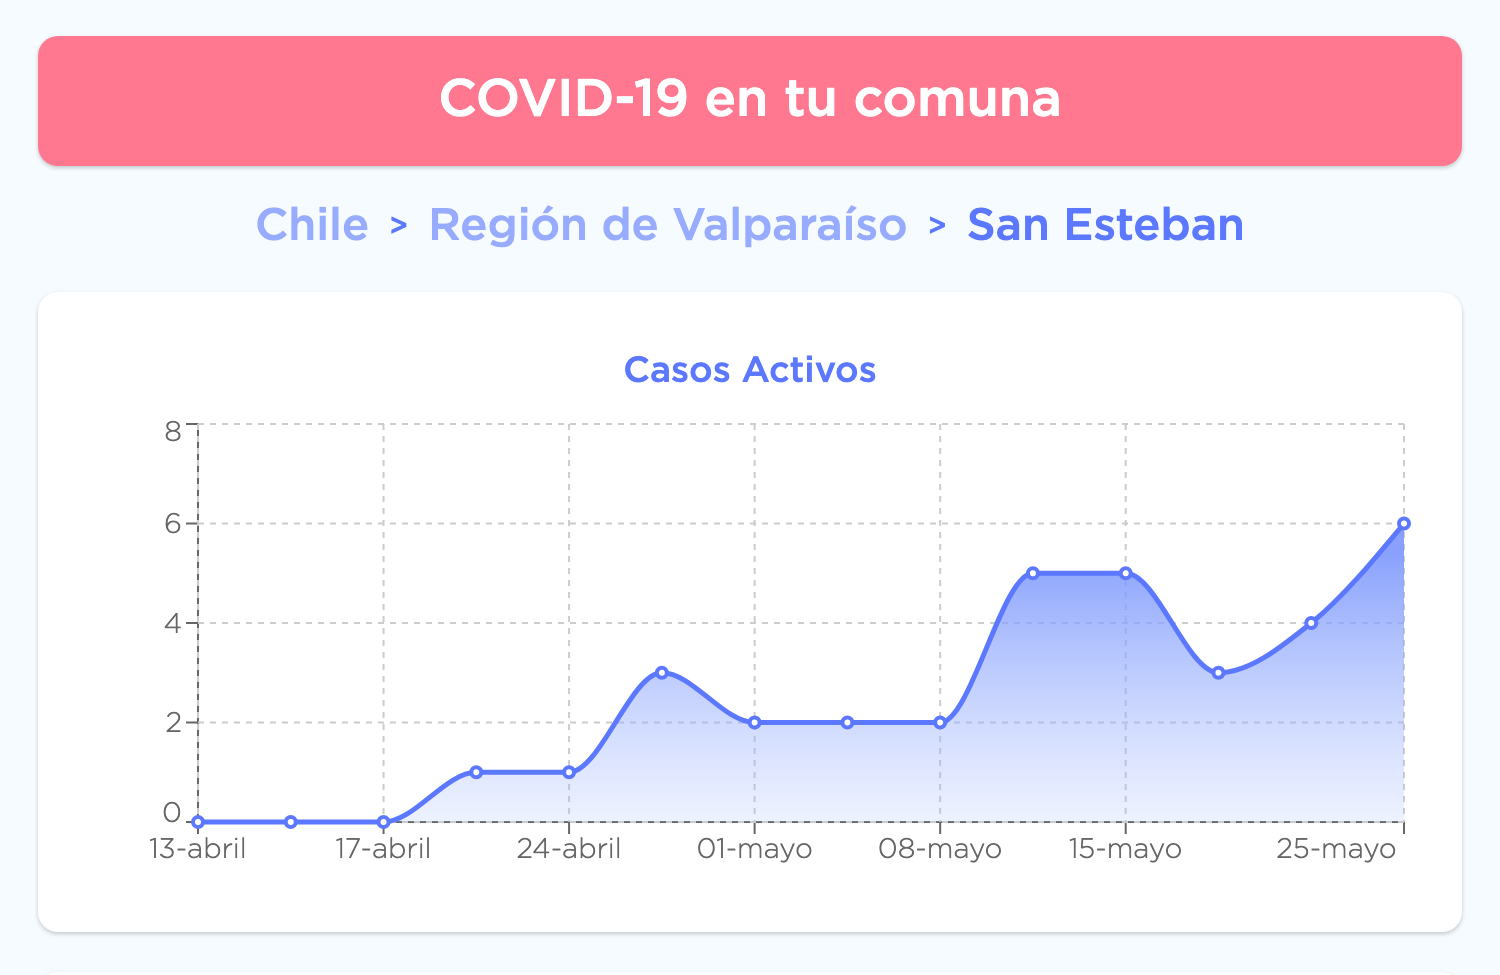 COVID-19 en tu comuna
Chile > Región de Valparaíso > San Esteban
Casos Activos
8
6
4
2
0
13-abril 17-abril 24-abril 01-mayo 08-mayo 15-mayo 25-mayo